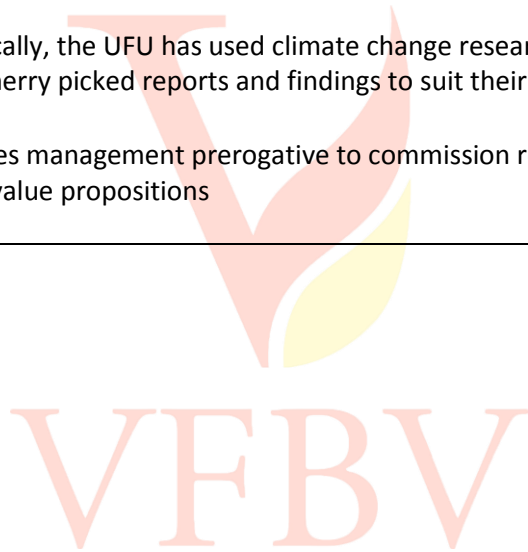 cally, the UFU has used climate change resear
erry picked reports and findings to suit their
es management prerogative to commission r
value propositions
VFBV